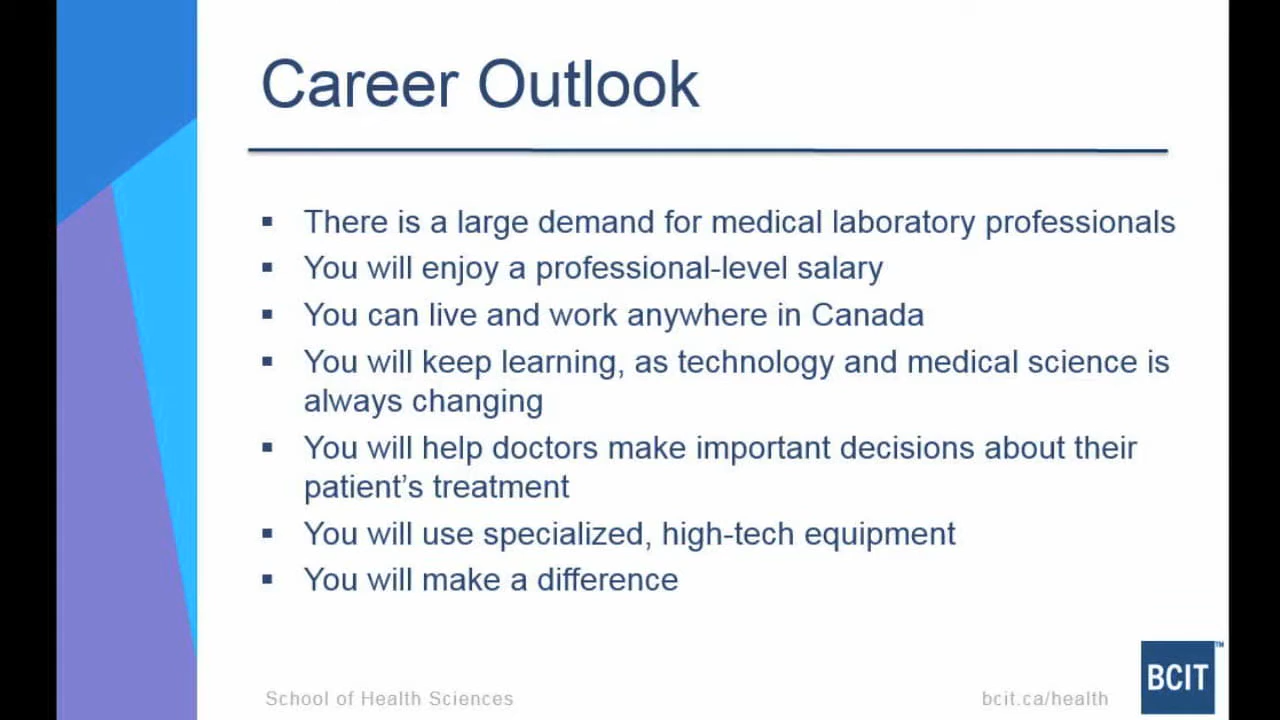 Career Outlook
▪ There is a large demand for medical laboratory professionals
▪ You will enjoy a professional-level salary
▪ You can live and work anywhere in Canada
▪ You will keep learning, as technology and medical science is
always changing
▪ You will help doctors make important decisions about their
patient’s treatment
▪ You will use specialized, high-tech equipment
▪ You will make a difference
School of Health Sciences
bcit.ca/health
BCIT™